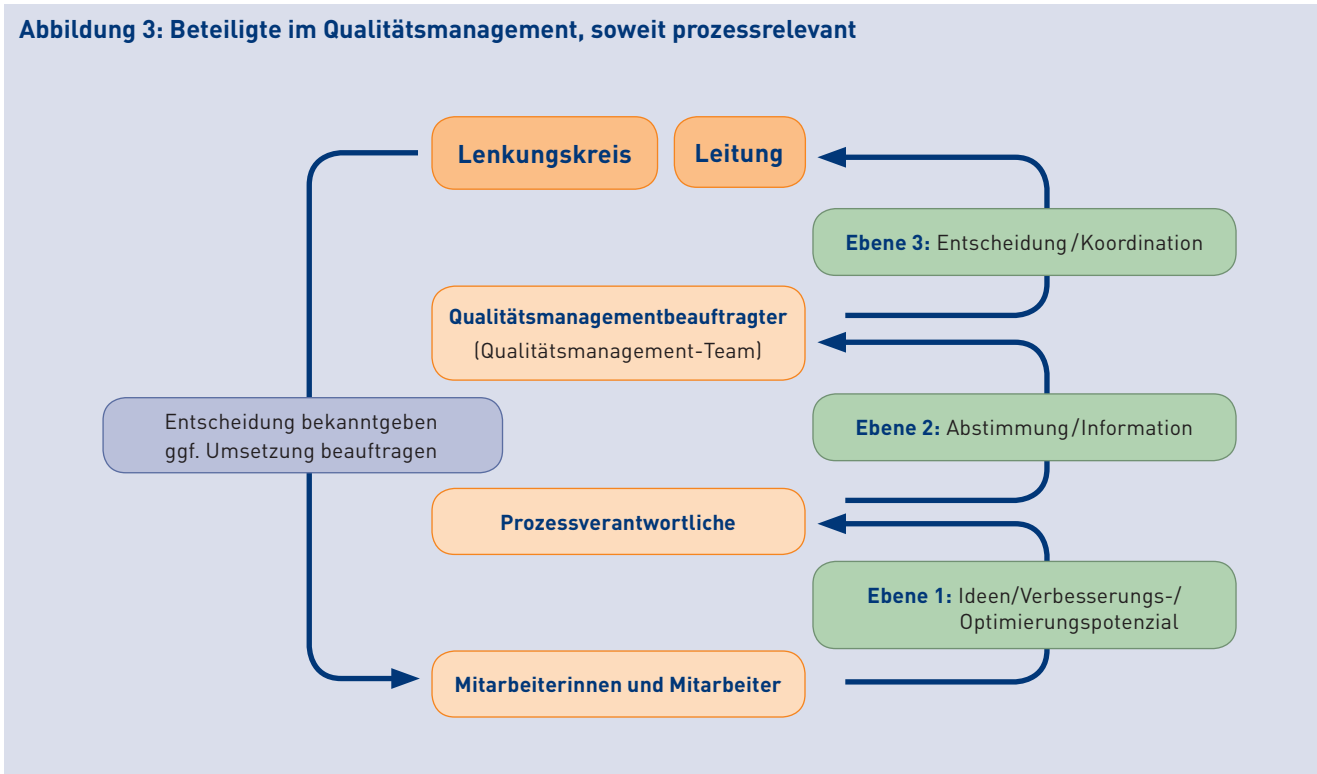 Abbildung 3: Beteiligte im Qualitätsmanagement, soweit prozessrelevant
Lenkungskreis
Leitung
Ebene 3: Entscheidung/Koordination
Qualitätsmanagementbeauftragter
(Qualitätsmanagement-Team)
Entscheidung bekanntgeben
ggf. Umsetzung beauftragen
Ebene 2: Abstimmung/Information
Prozessverantwortliche
Ebene 1: Ideen/Verbesserungs-/
Optimierungspotenzial
Mitarbeiterinnen und Mitarbeiter